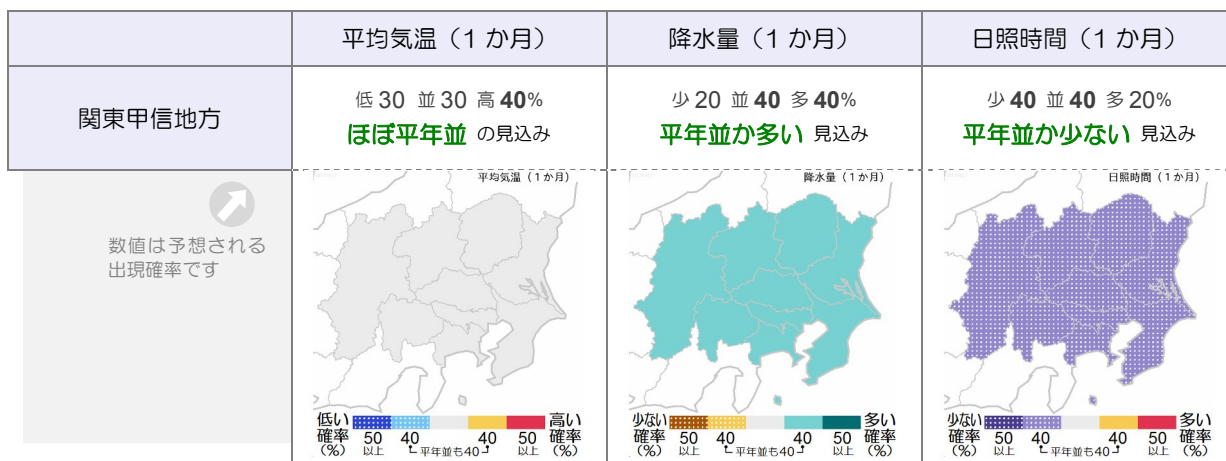 平均気温（1 か月）
降水量（1 か月）
日照時間（1 か月）
関東甲信地方
低 30 並 30 高 40%
ほぼ平年並 の見込み
少 20 並 40 多 40%
平年並か多い 見込み
少 40 並 40 多 20%
平年並か少ない 見込み
数値は予想される
出現確率です
平均気温（1か月）
低い
確率
(%)
50
以上
40
平年並も40
40
50
以上
高い
確率
(%)
降水量（1か月）
少ない
確率
(%)
50
以上
40
平年並も40
40
50
以上
多い
確率
(%)
日照時間（1か月）
少ない
確率
(%)
50
以上
40
平年並も40
40
50
以上
多い
確率
(%)